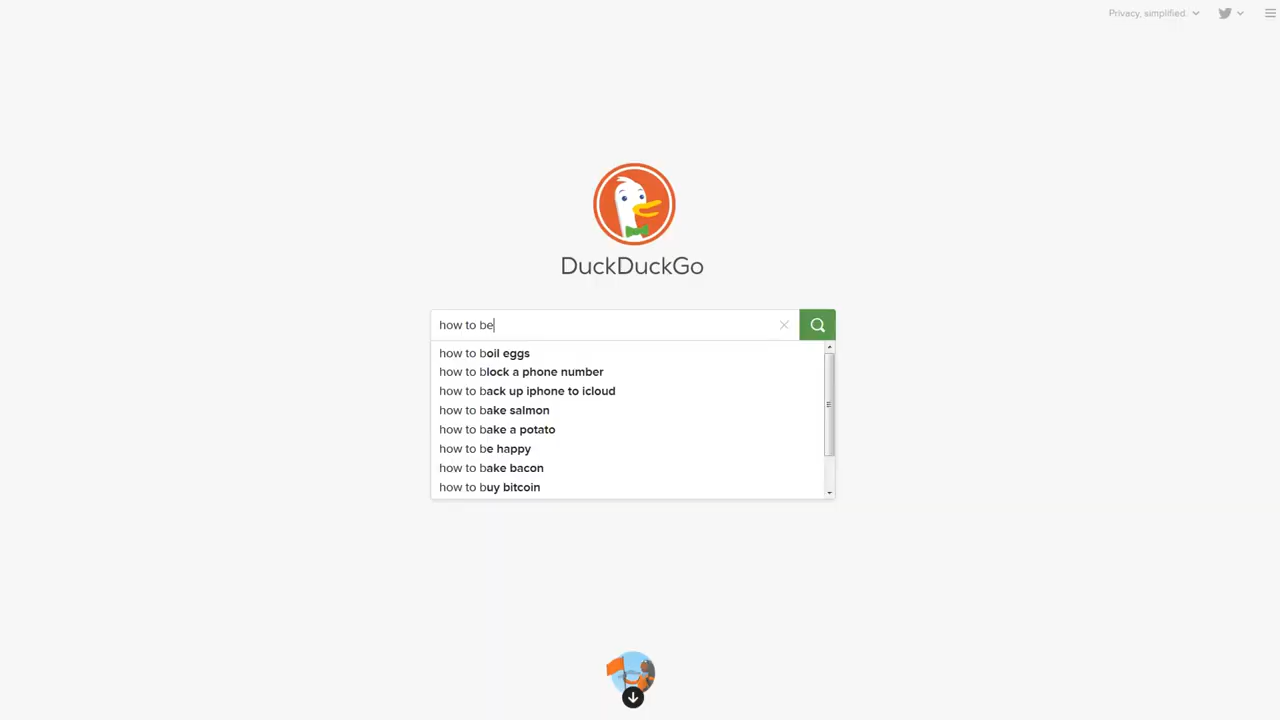 Privacy, simplified.
DuckDuckGo
how to be
how to boil eggs
how to block a phone number
how to back up iphone to icloud
how to bake salmon
how to bake a potato
how to be happy
how to bake bacon
how to buy bitcoin